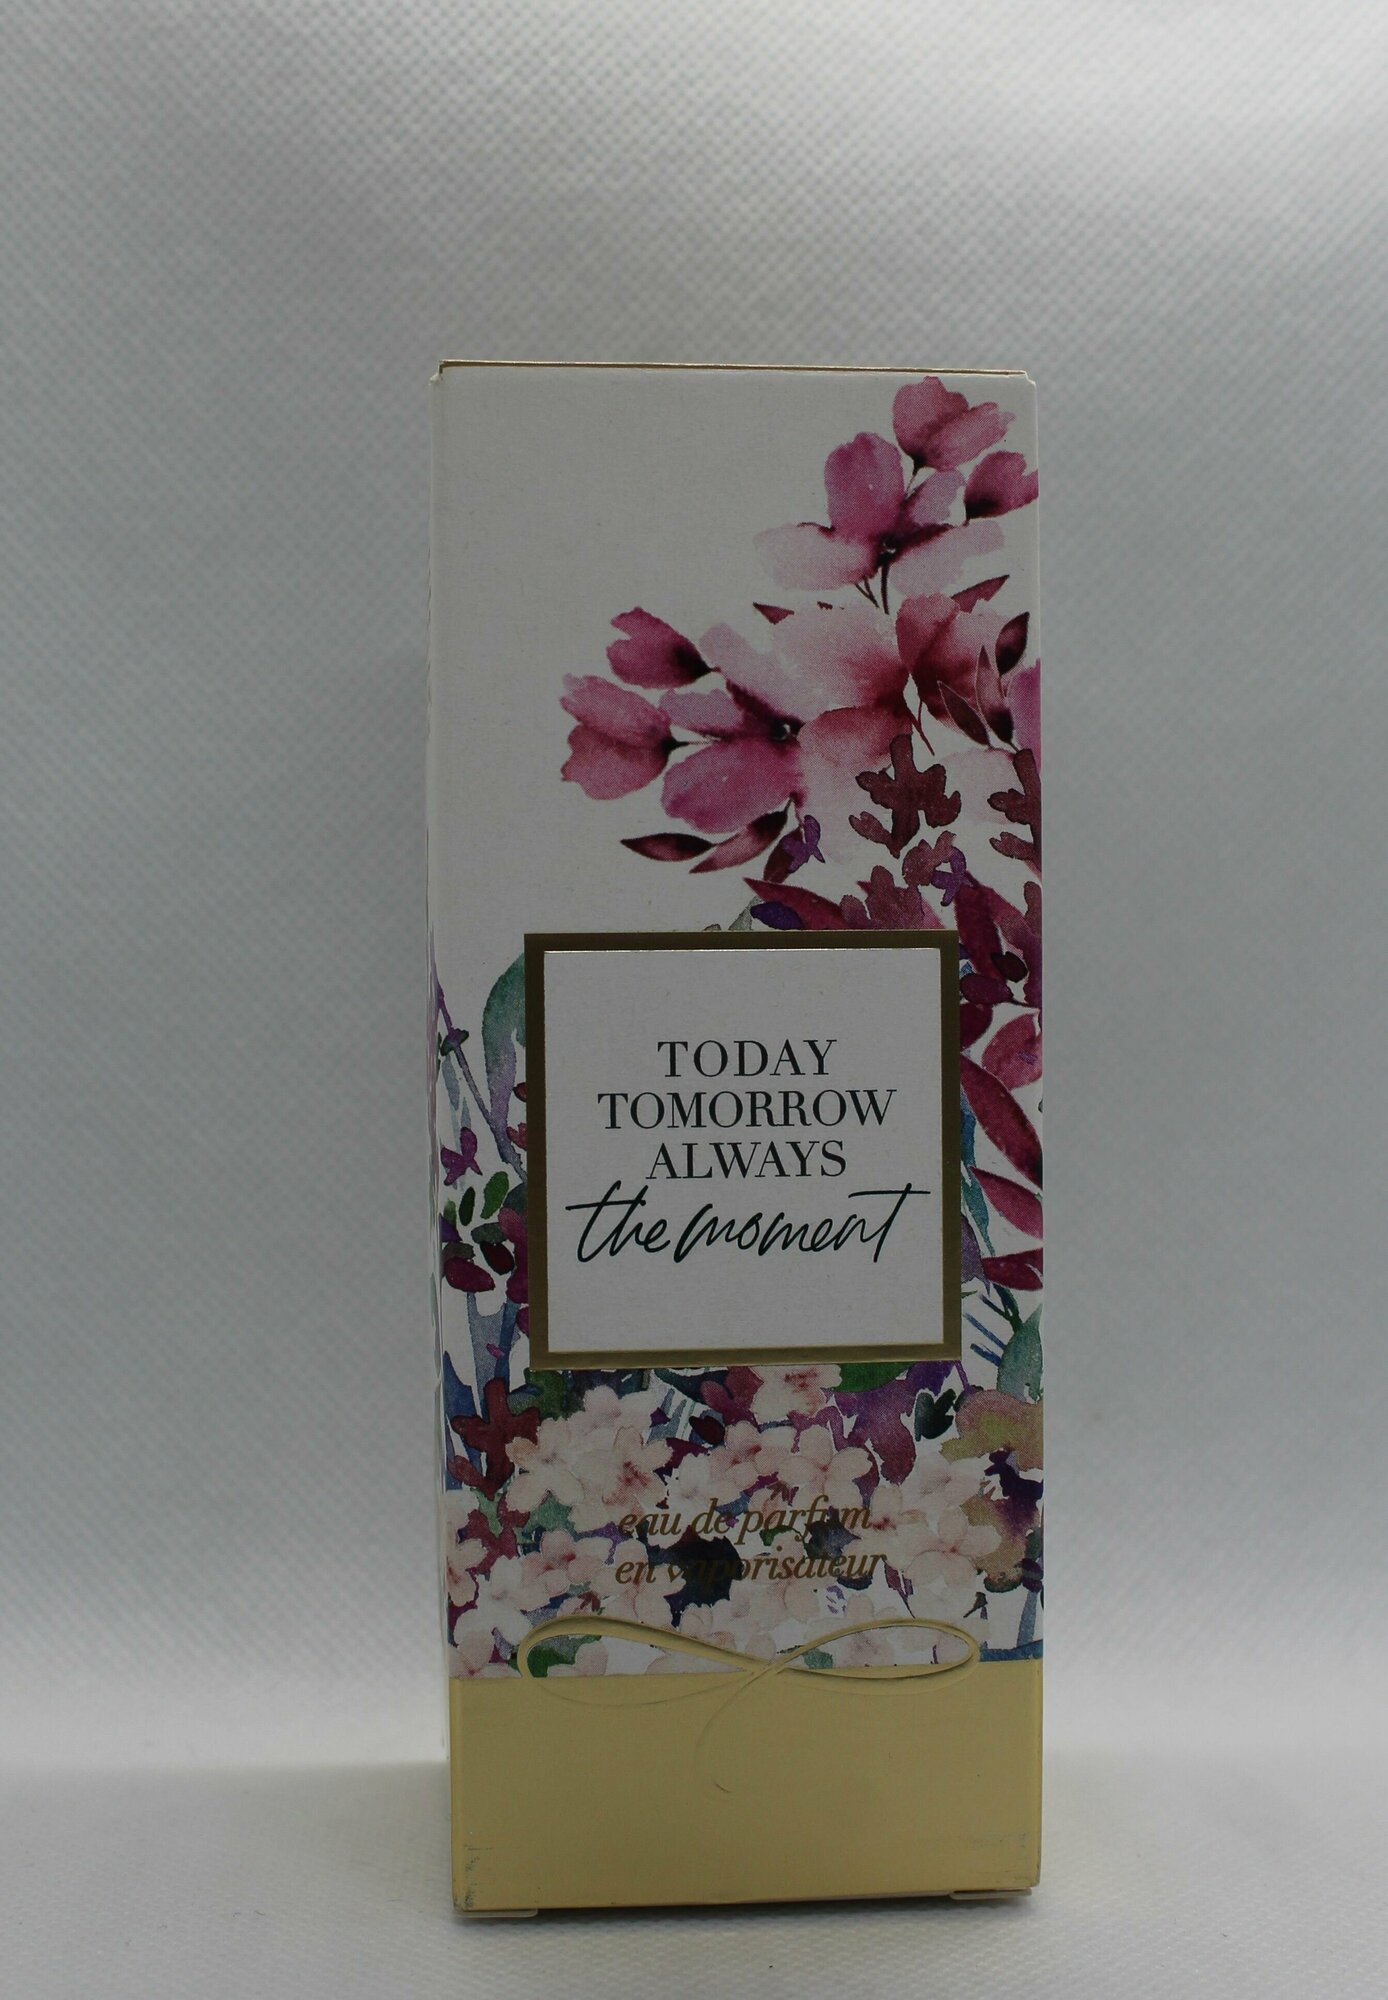 TODAY
TOMORROW
ALWAYS
the moment
eau de parfum
en vaporisateur